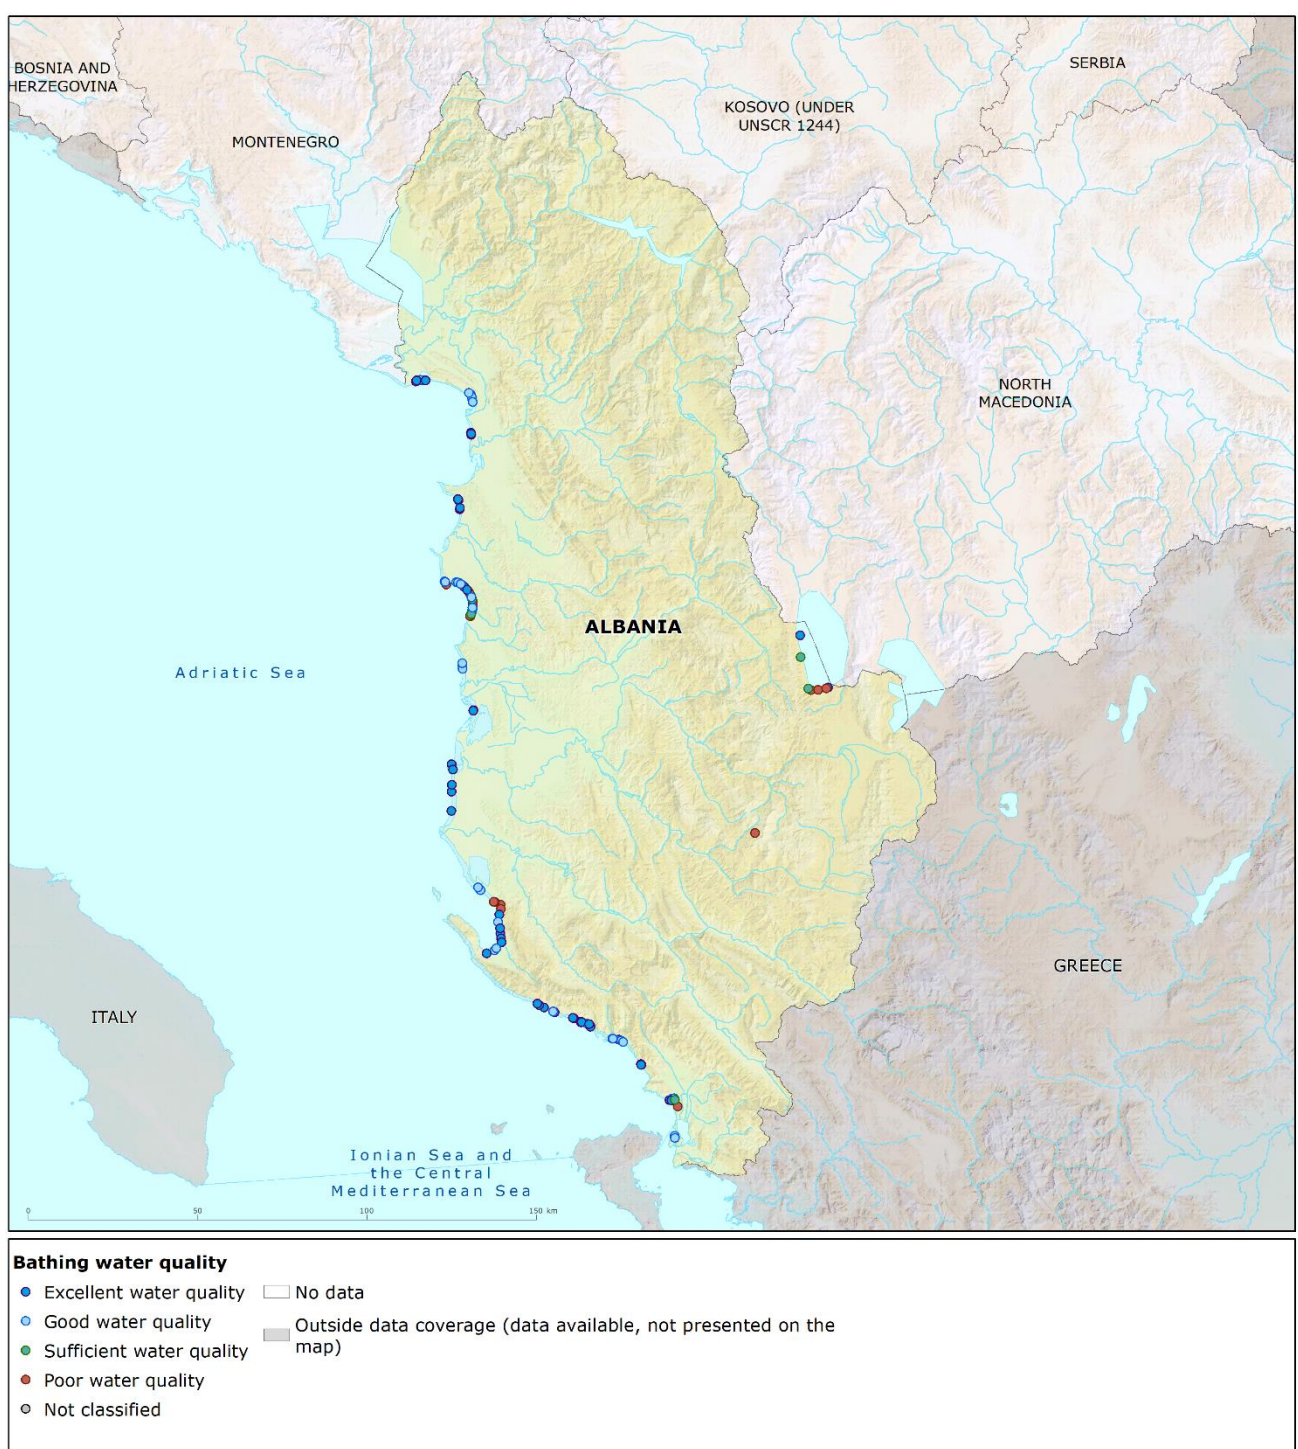 BOSNIA AND
HERZEGOVINA
SERBIA
KOSOVO (UNDER
UNSCR 1244)
MONTENEGRO
NORTH
MACEDONIA
ALBANIA
Adriatic Sea
GREECE
ITALY
Ionian Sea and
the Central
Mediterranean Sea
0 50 100 150 km
Bathing water quality
Excellent water quality
Good water quality
Sufficient water quality
Poor water quality
Not classified
No data
Outside data coverage (data available, not presented on the
map)